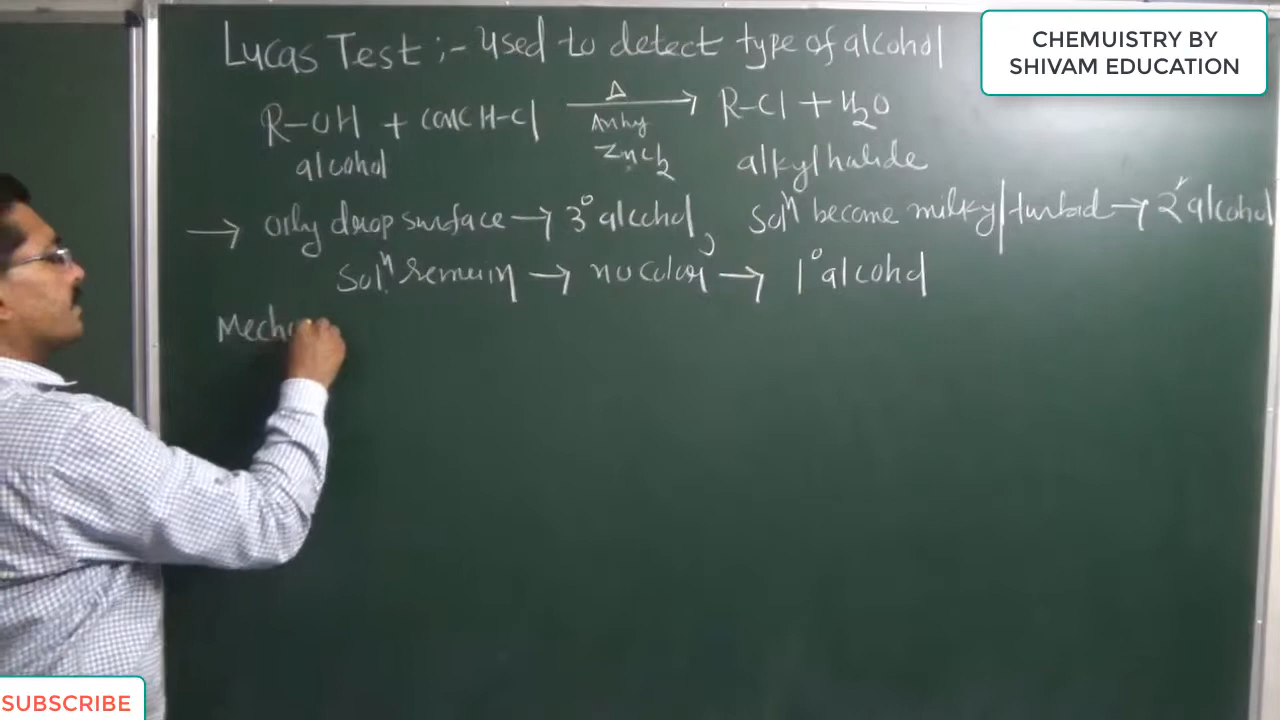 Lucas Test :- used to detect type of alcohol
CHEMUISTRY BY
SHIVAM EDUCATION
R-OH + conc H-Cl Δ Anhy ZnCl2 → R-Cl + H2O
alcohol alkylhalide
→ oily drop surface → 3° alcohol, Solⁿ become milky/turbid → 2° alcohol
Solⁿ remain → no color → 1° alcohol
Mech
SUBSCRIBE